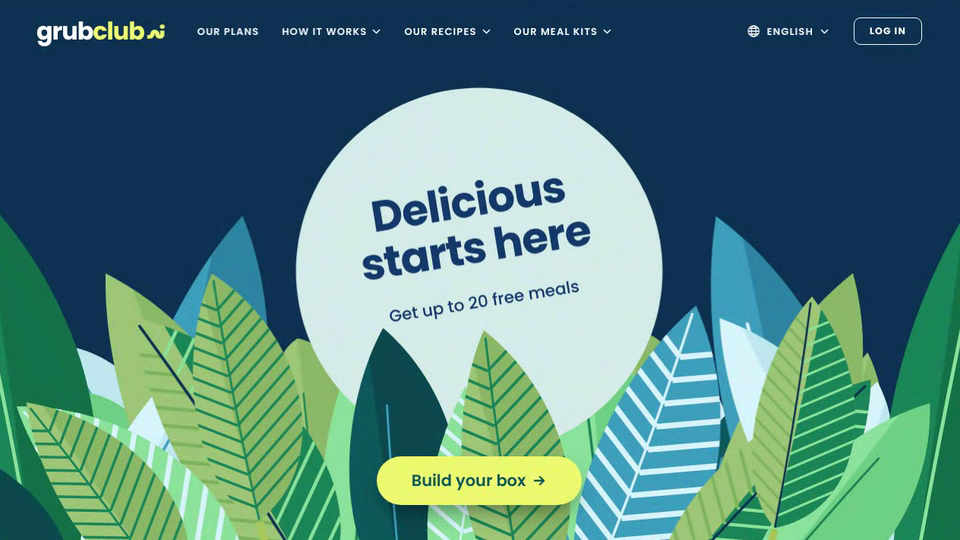 grubclub
OUR PLANS
HOW IT WORKS
OUR RECIPES
OUR MEAL KITS
ENGLISH
LOG IN
Delicious
starts here
Get up to 20 free meals
Build your box →